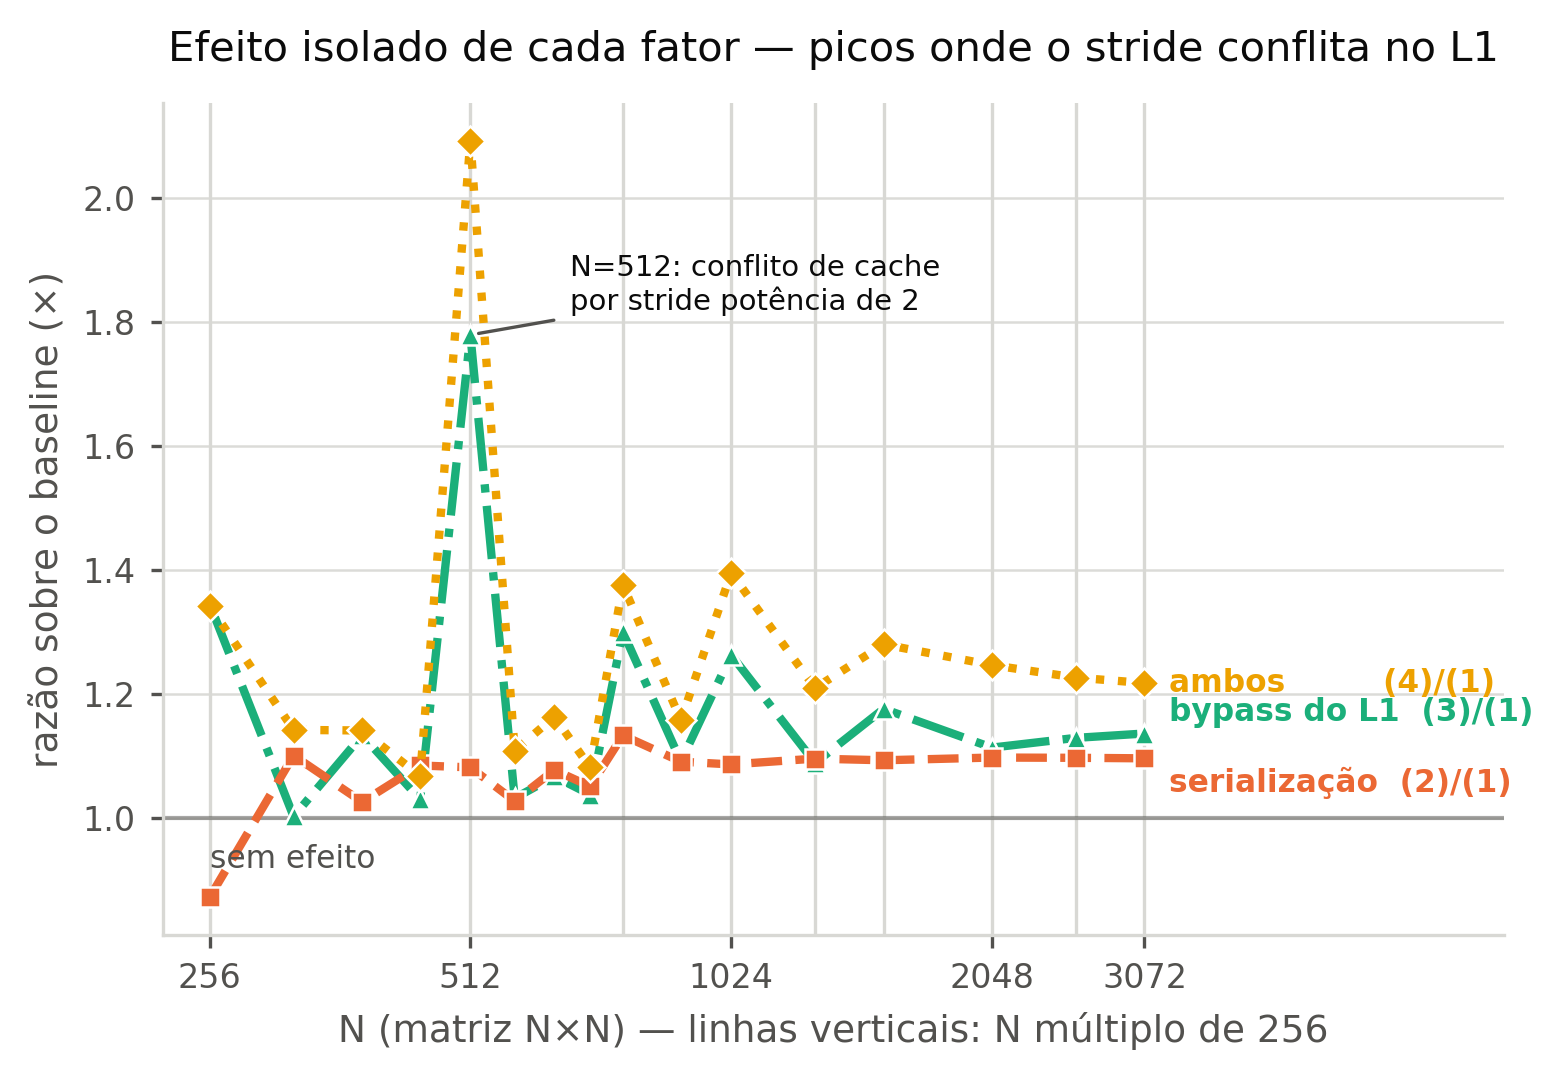 Efeito isolado de cada fator — picos onde o stride conflita no L1
razão sobre o baseline (×)
2.0
1.8
1.6
1.4
1.2
1.0
N=512: conflito de cache
por stride potência de 2
ambos (4)/(1)
bypass do L1 (3)/(1)
serialização (2)/(1)
sem efeito
256 512 1024 2048 3072
N (matriz N×N) — linhas verticais: N múltiplo de 256